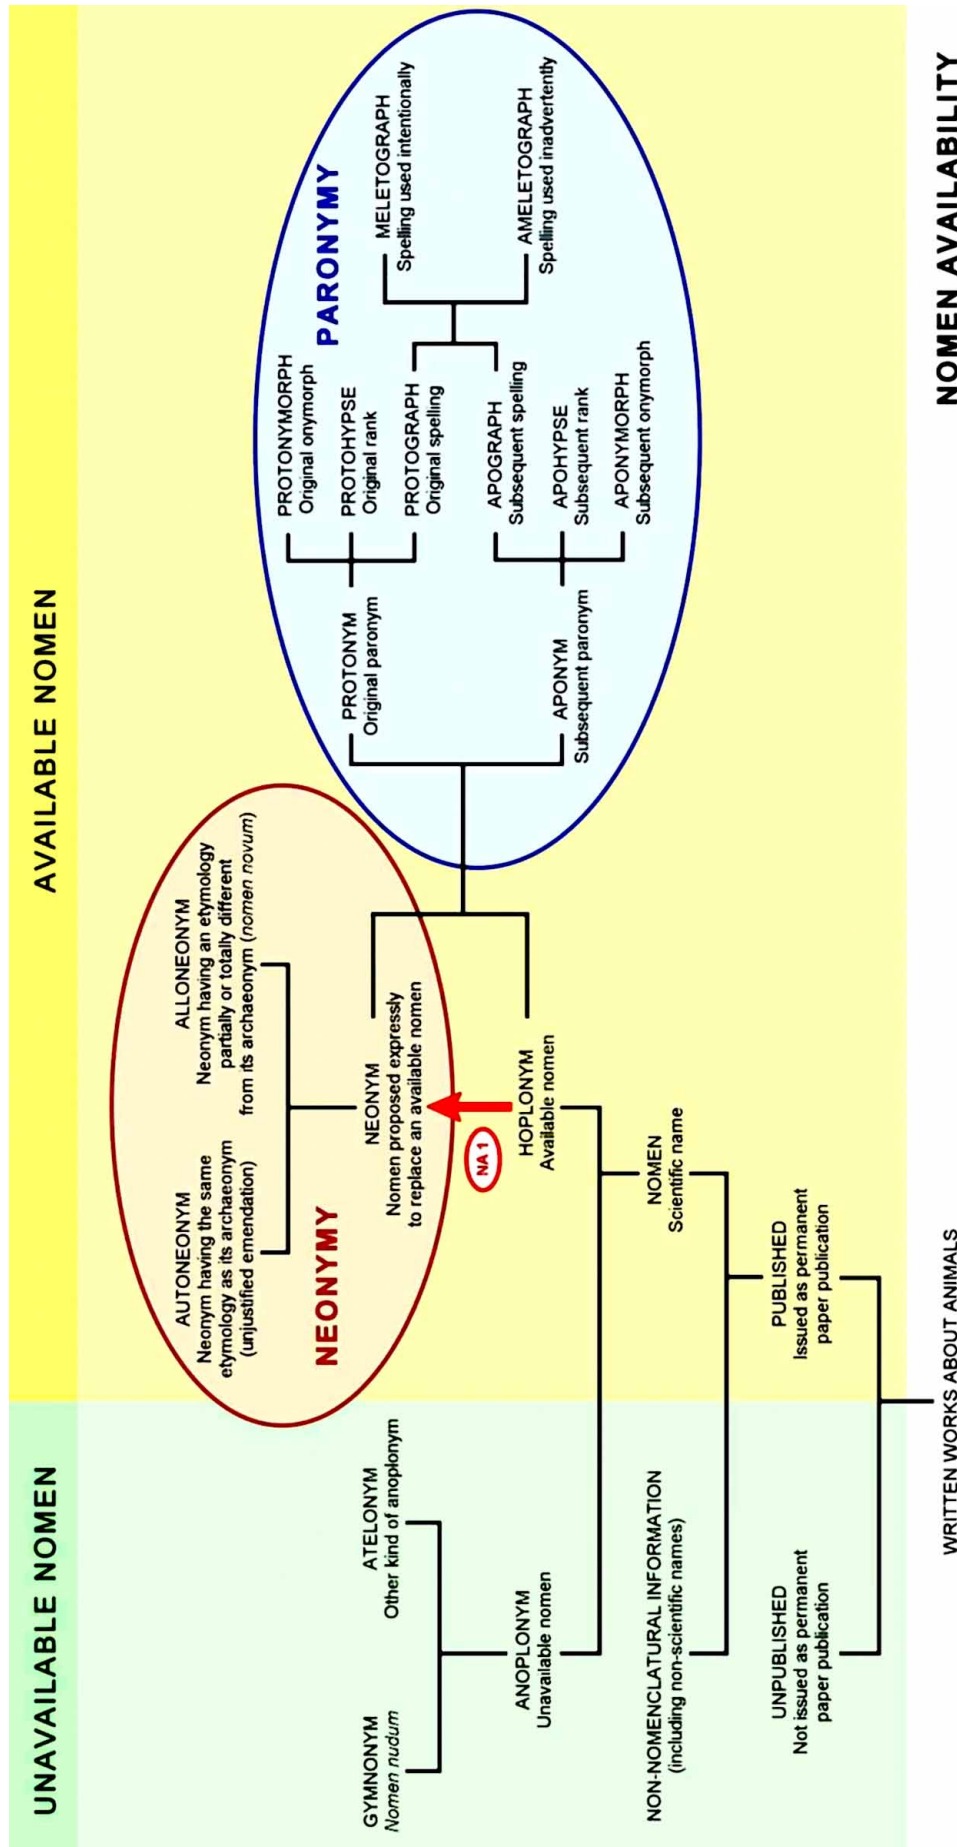 UNAVAILABLE NOMEN
AVAILABLE NOMEN
AUTONEONYM
Neonym having the same
etymology as its archaeonym
(unjustified emendation)
ALLONEONYM
Neonym having an etymology
partially or totally different
from its archaeonym (nomen novum)
NEONYMY
NEONYM
Nomen proposed expressly
to replace an available nomen
PARONYMY
PROTONYMORPH
Original onymorph
PROTOHYPSE
Original rank
PROTOGRAPH
Original spelling
MELETOGRAPH
Spelling used intentionally
AMELETOGRAPH
Spelling used inadvertently
PROTONYM
Original paronym
APOGRAPH
Subsequent spelling
APOHYPSE
Subsequent rank
APONYMORPH
Subsequent onymorph
APONYM
Subsequent paronym
GYMNONYM
Nomen nudum
ATELONYM
Other kind of anoplonym
NA 1
ANOPLONYM
Unavailable nomen
HOPLONYM
Available nomen
NON-NOMENCLATURAL INFORMATION
(including non-scientific names)
NOMEN
Scientific name
UNPUBLISHED
Not issued as permanent
paper publication
PUBLISHED
Issued as permanent
paper publication
WRITTEN WORKS ABOUT ANIMALS
NOMEN AVAILABILITY